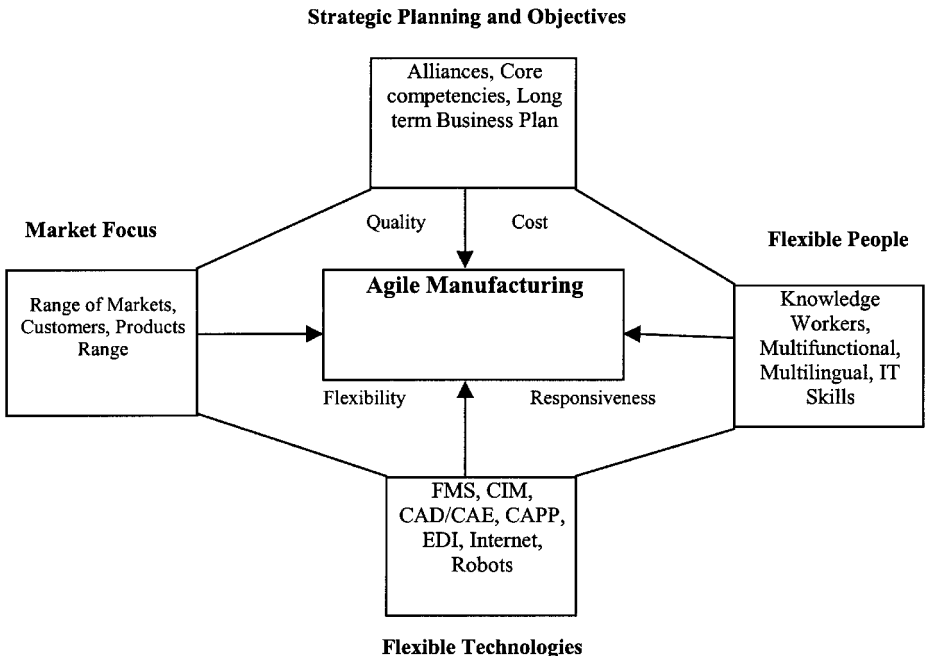 Strategic Planning and Objectives
Alliances, Core
competencies, Long
term Business Plan
Quality
Cost
Market Focus
Flexible People
Range of Markets,
Customers, Products
Range
Agile Manufacturing
Knowledge
Workers,
Multifunctional,
Multilingual, IT
Skills
Flexibility
Responsiveness
FMS, CIM,
CAD/CAE, CAPP,
EDI, Internet,
Robots
Flexible Technologies